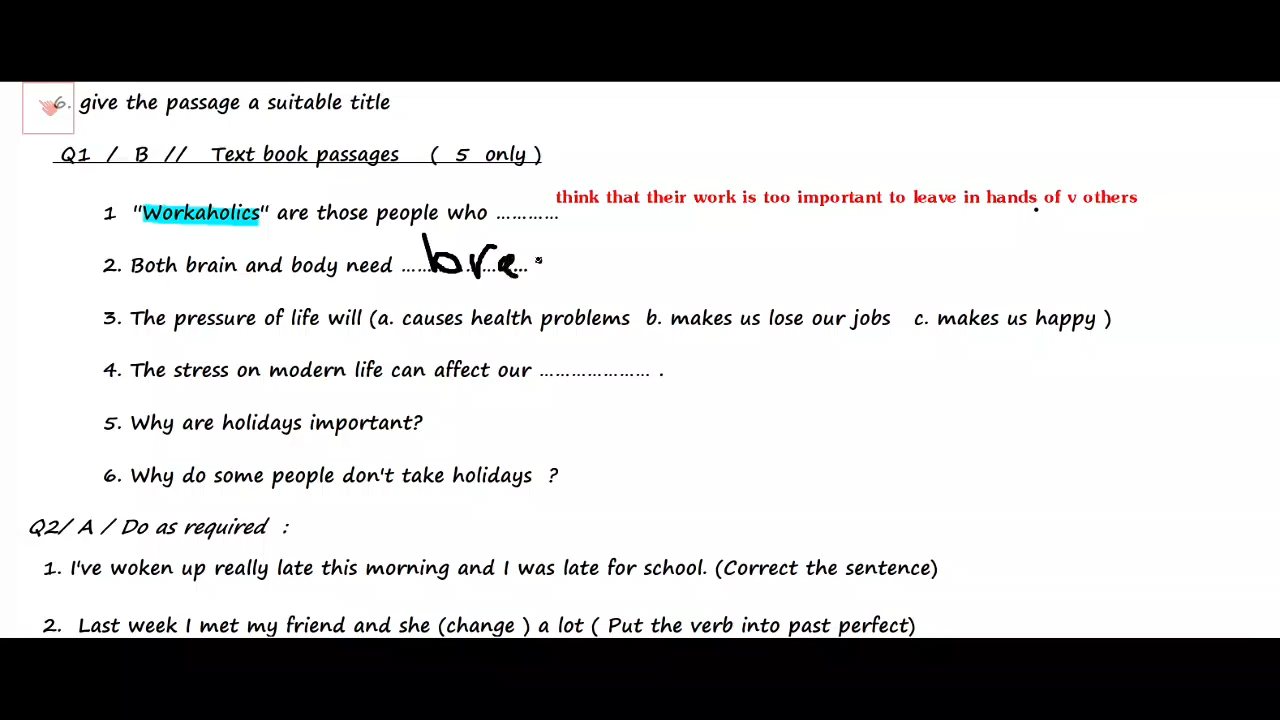 6. give the passage a suitable title
Q1 / B // Text book passages ( 5 only )
think that their work is too important to leave in hands of v others
1 "Workaholics" are those people who ............
2. Both brain and body need ...... bre ......
3. The pressure of life will (a. causes health problems b. makes us lose our jobs c. makes us happy )
4. The stress on modern life can affect our ..................... .
5. Why are holidays important?
6. Why do some people don't take holidays ?
Q2/ A / Do as required :
1. I've woken up really late this morning and I was late for school. (Correct the sentence)
2. Last week I met my friend and she (change ) a lot ( Put the verb into past perfect)